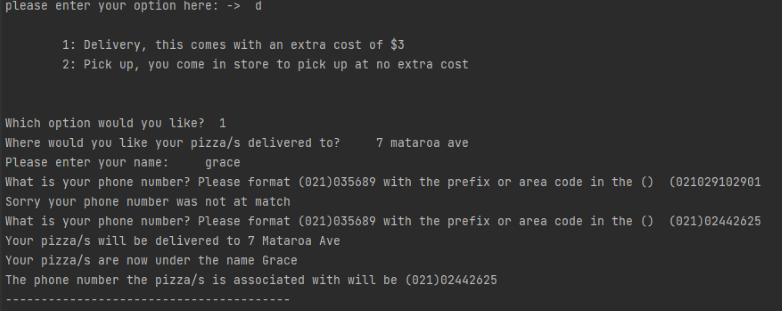 please enter your option here: ->  d
1: Delivery, this comes with an extra cost of $3
2: Pick up, you come in store to pick up at no extra cost
Which option would you like?  1
Where would you like your pizza/s delivered to?     7 mataroa ave
Please enter your name:     grace
What is your phone number? Please format (021)035689 with the prefix or area code in the ()  (021029102901
Sorry your phone number was not at match
What is your phone number? Please format (021)035689 with the prefix or area code in the ()  (021)02442625
Your pizza/s will be delivered to 7 Mataroa Ave
Your pizza/s are now under the name Grace
The phone number the pizza/s is associated with will be (021)02442625
----------------------------------------